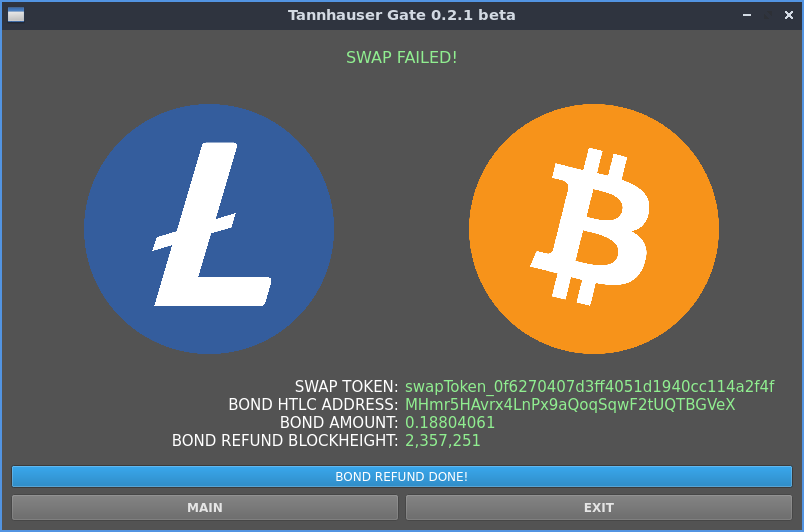 Tannhauser Gate 0.2.1 beta
SWAP FAILED!
SWAP TOKEN: swapToken_0f6270407d3ff4051d1940cc114a2f4f
BOND HTLC ADDRESS: MHmr5HAvrx4LnPx9aQoqSqwF2tUQTBGVeX
BOND AMOUNT: 0.18804061
BOND REFUND BLOCKHEIGHT: 2,357,251
BOND REFUND DONE!
MAIN EXIT